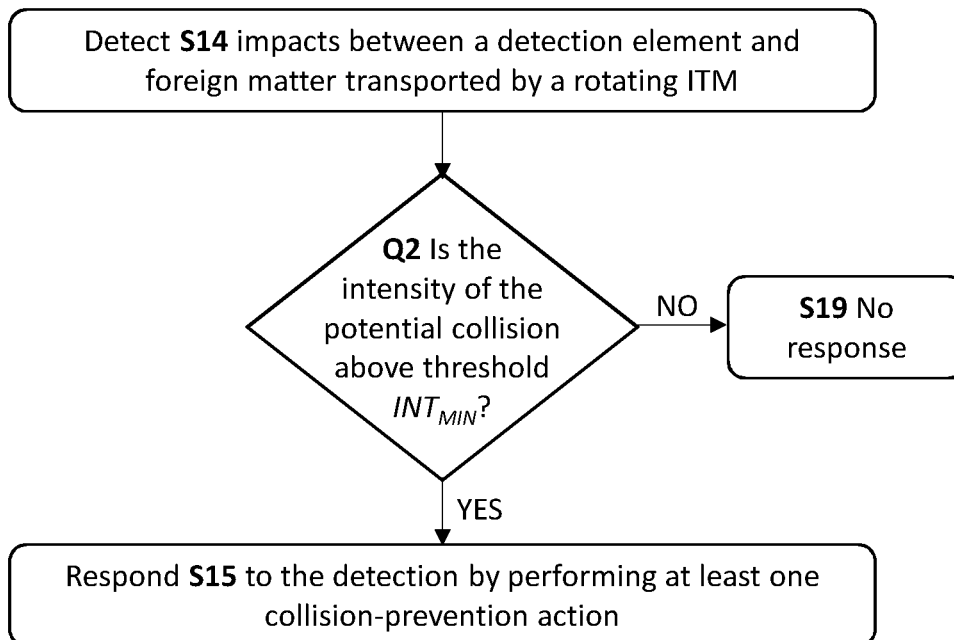 Detect S14 impacts between a detection element and
foreign matter transported by a rotating ITM
Q2 Is the
intensity of the
potential collision
above threshold
INT_MIN?
NO
S19 No
response
YES
Respond S15 to the detection by performing at least one
collision-prevention action